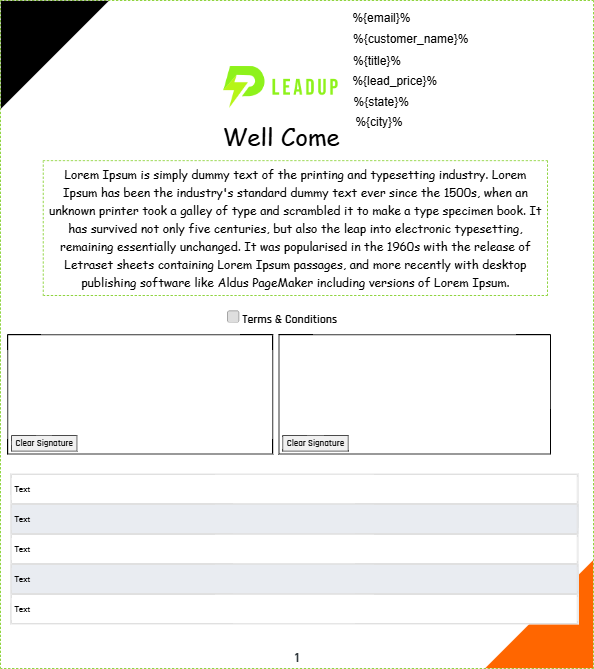 %{email}%
%{customer_name}%
%{title}%
%{lead_price}%
%{state}%
%{city}%
LEADUP
Well Come
Lorem Ipsum is simply dummy text of the printing and typesetting industry. Lorem
Ipsum has been the industry's standard dummy text ever since the 1500s, when an
unknown printer took a galley of type and scrambled it to make a type specimen book. It
has survived not only five centuries, but also the leap into electronic typesetting,
remaining essentially unchanged. It was popularised in the 1960s with the release of
Letraset sheets containing Lorem Ipsum passages, and more recently with desktop
publishing software like Aldus PageMaker including versions of Lorem Ipsum.
Terms & Conditions
Clear Signature
Clear Signature
Text
Text
Text
Text
Text
1